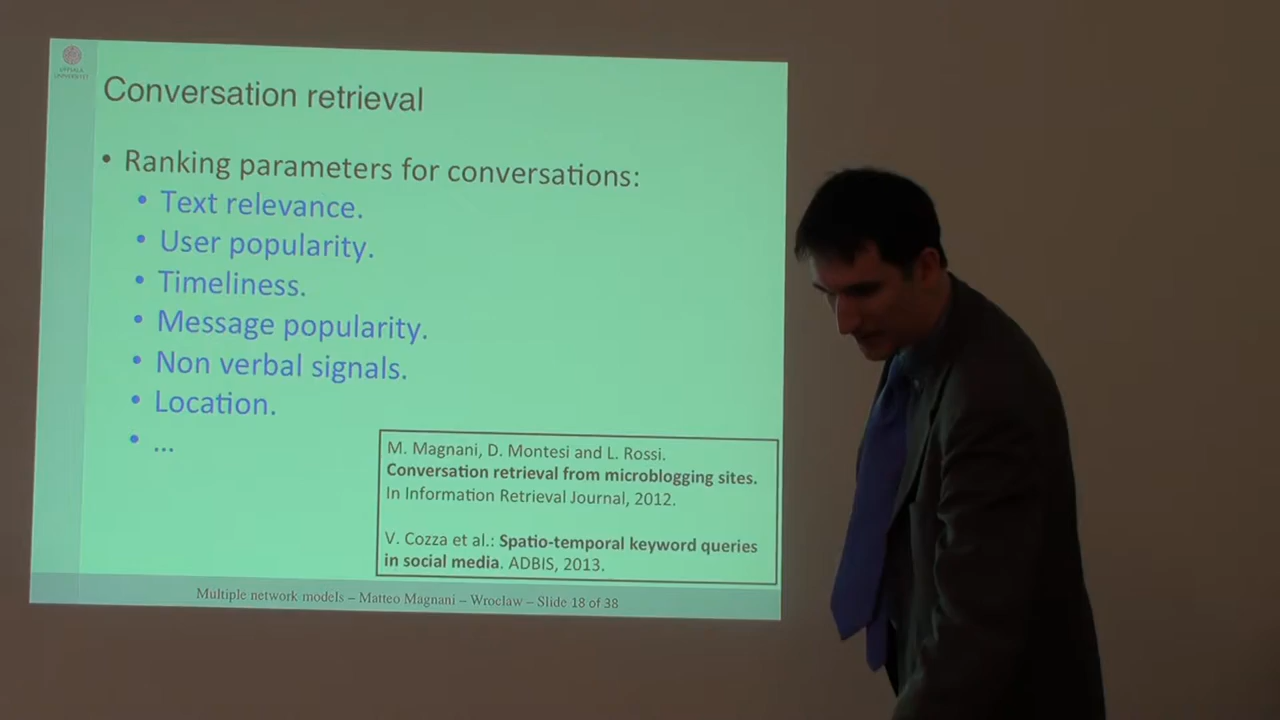 UPPSALA
UNIVERSITET
Conversation retrieval
• Ranking parameters for conversations:
• Text relevance.
• User popularity.
• Timeliness.
• Message popularity.
• Non verbal signals.
• Location.
• ...
M. Magnani, D. Montesi and L. Rossi.
Conversation retrieval from microblogging sites.
In Information Retrieval Journal, 2012.
V. Cozza et al.: Spatio-temporal keyword queries
in social media. ADBIS, 2013.
Multiple network models – Matteo Magnani – Wroclaw – Slide 18 of 38